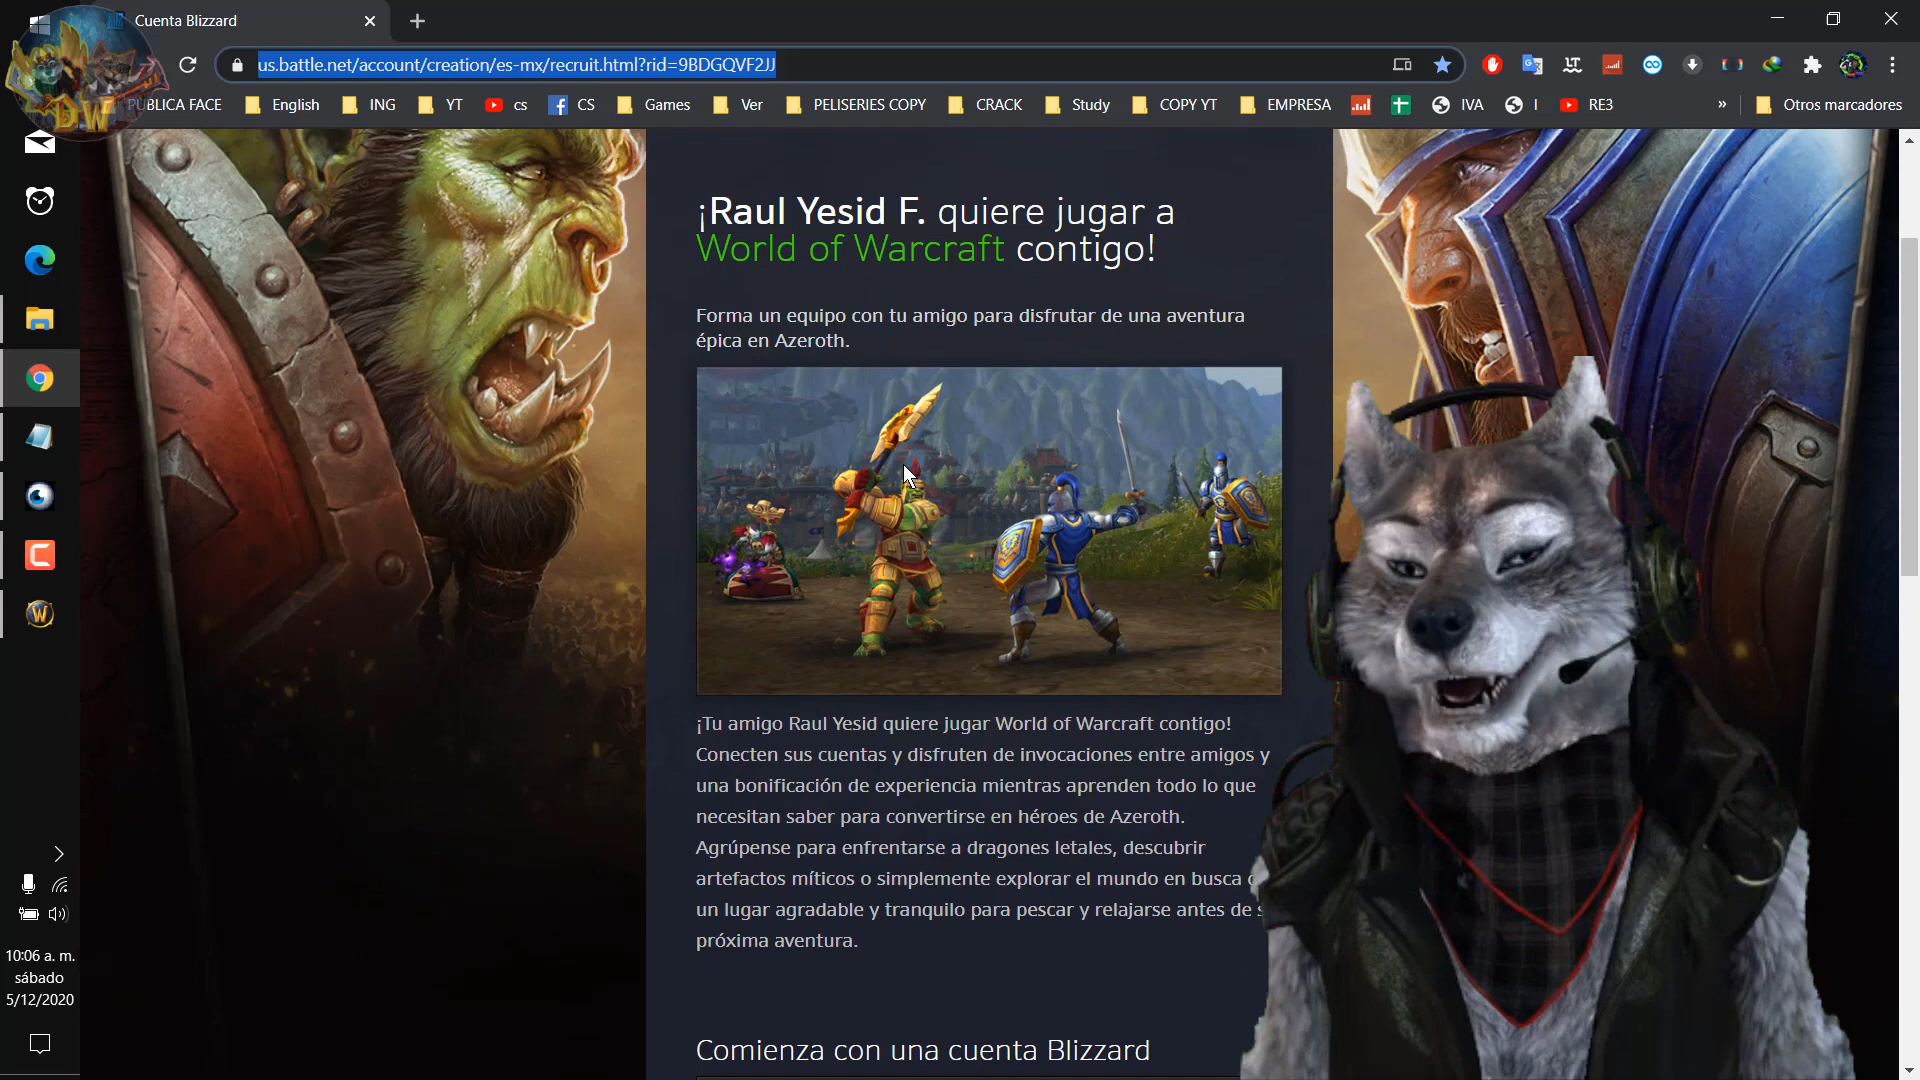 Cuenta Blizzard
us.battle.net/account/creation/es-mx/recruit.html?rid=9BDGQVF2JJ
PUBLICA FACE English ING YT cs CS Games Ver PELISERIES COPY CRACK Study COPY YT EMPRESA IVA I RE3 » Otros marcadores
DW
¡Raul Yesid F. quiere jugar a
World of Warcraft contigo!
Forma un equipo con tu amigo para disfrutar de una aventura
épica en Azeroth.
¡Tu amigo Raul Yesid quiere jugar World of Warcraft contigo!
Conecten sus cuentas y disfruten de invocaciones entre amigos y
una bonificación de experiencia mientras aprenden todo lo que
necesitan saber para convertirse en héroes de Azeroth.
Agrúpense para enfrentarse a dragones letales, descubrir
artefactos míticos o simplemente explorar el mundo en busca
un lugar agradable y tranquilo para pescar y relajarse antes de
próxima aventura.
Comienza con una cuenta Blizzard
10:06 a. m.
sábado
5/12/2020